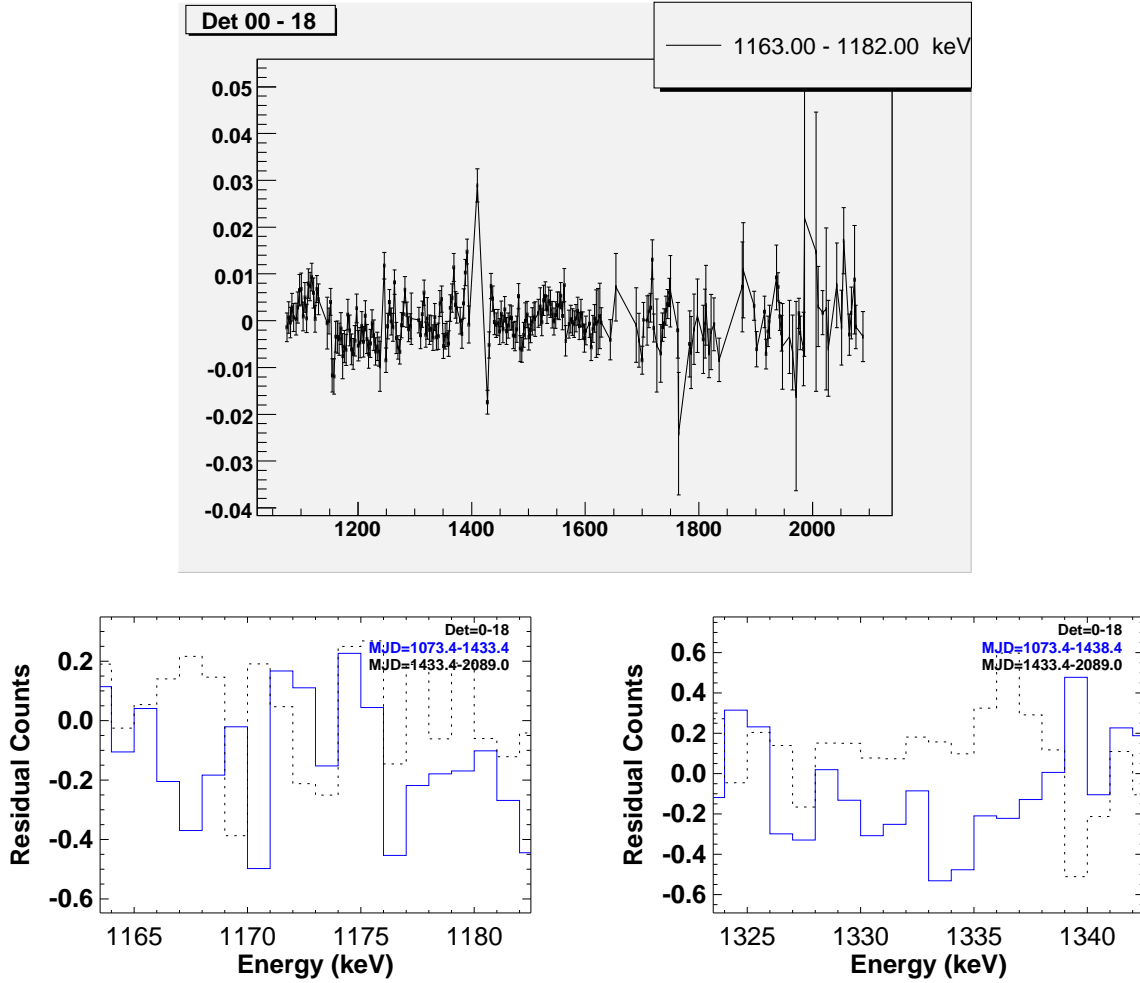 Det 00 - 18
1163.00 - 1182.00 keV
0.05
0.04
0.03
0.02
0.01
0
-0.01
-0.02
-0.03
-0.04
1200 1400 1600 1800 2000
Det=0-18
MJD=1073.4-1433.4
MJD=1433.4-2089.0
0.2
0.0
-0.2
-0.4
-0.6
Residual Counts
1165 1170 1175 1180
Energy (keV)
Det=0-18
MJD=1073.4-1438.4
MJD=1433.4-2089.0
0.6
0.4
0.2
0.0
-0.2
-0.4
-0.6
Residual Counts
1325 1330 1335 1340
Energy (keV)